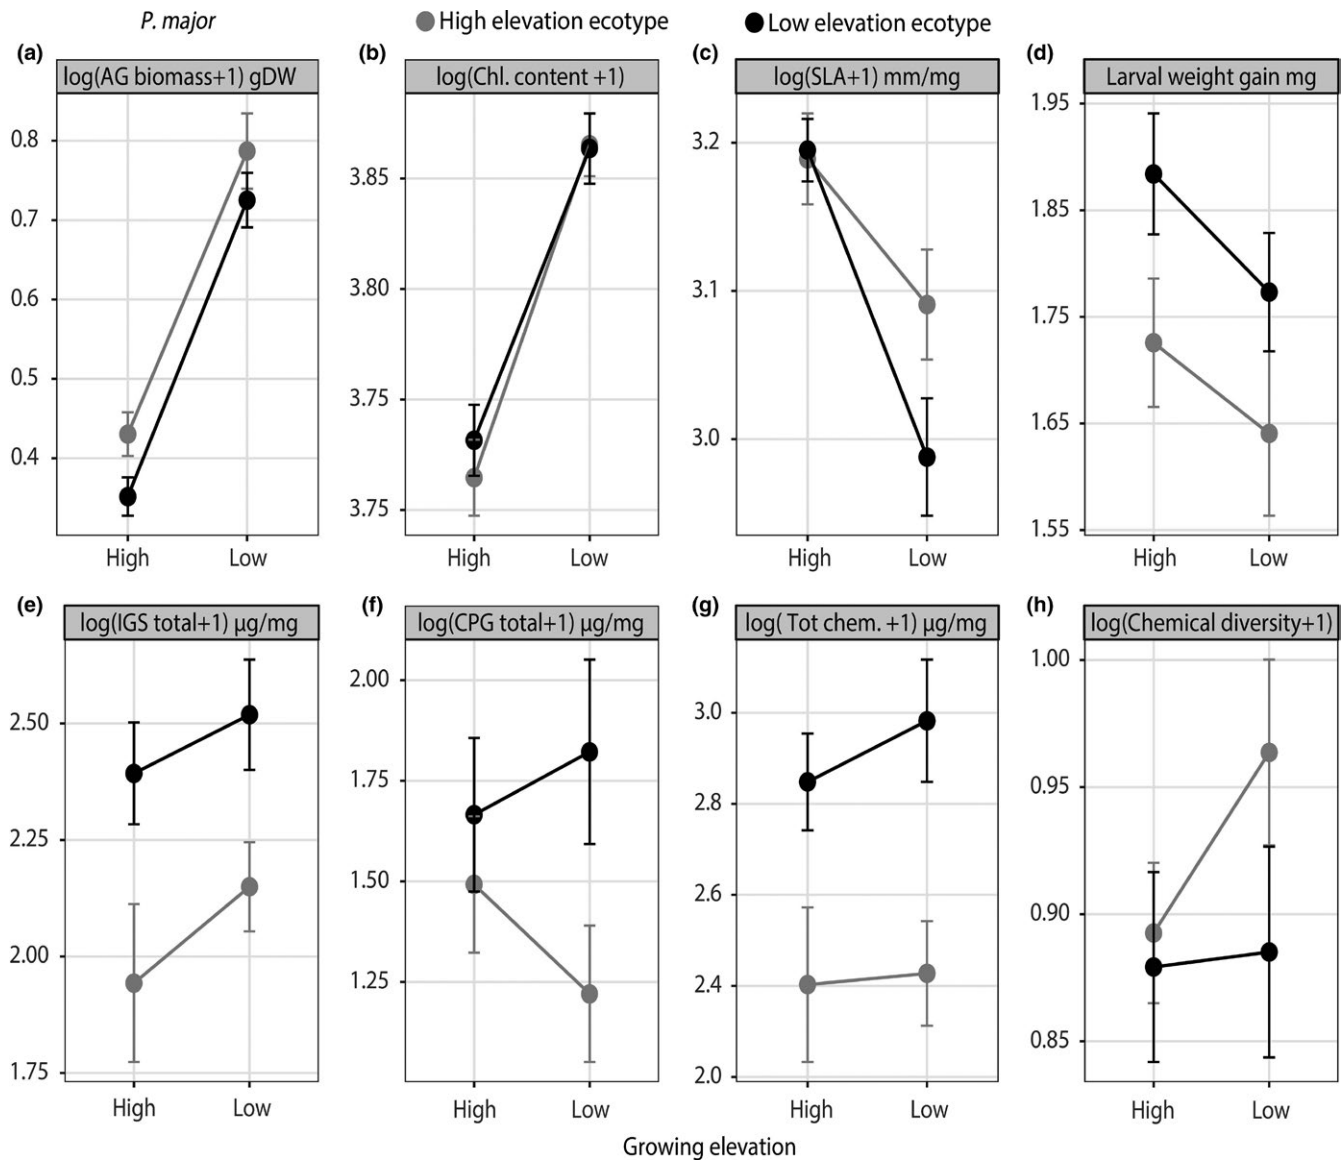 P. major
High elevation ecotype
Low elevation ecotype
(a)
log(AG biomass+1) gDW
0.8
0.7
0.6
0.5
0.4
High Low
(b)
log(Chl. content +1)
3.85
3.80
3.75
3.75
High Low
(c)
log(SLA+1) mm/mg
3.2
3.1
3.0
High Low
(d)
Larval weight gain mg
1.95
1.85
1.75
1.65
1.55
High Low
(e)
log(IGS total+1) µg/mg
2.50
2.25
2.00
1.75
High Low
(f)
log(CPG total+1) µg/mg
2.00
1.75
1.50
1.25
High Low
(g)
log( Tot chem. +1) µg/mg
3.0
2.8
2.6
2.4
2.0
High Low
(h)
log(Chemical diversity+1)
1.00
0.95
0.90
0.85
High Low
Growing elevation